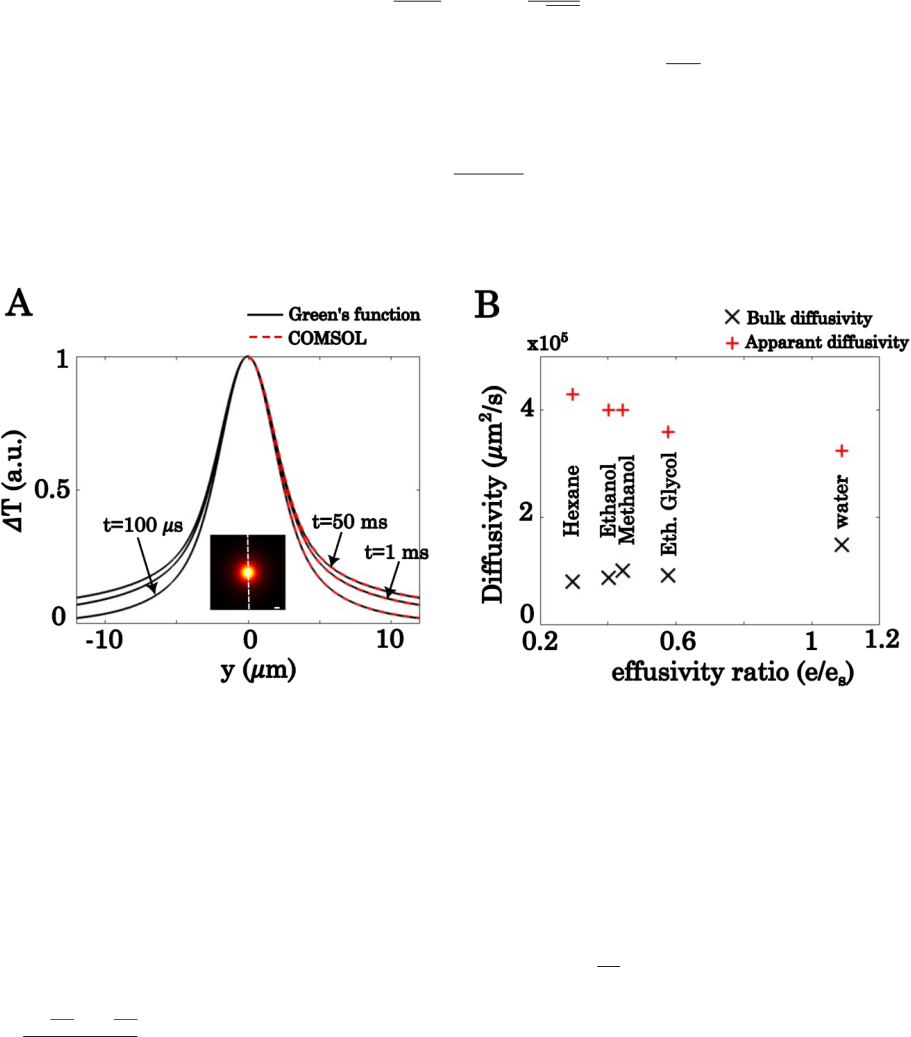 A
Green's function
COMSOL
1
0.5
0
ΔT (a.u.)
t=100 μs
t=50 ms
t=1 ms
-10
0
10
y (μm)
B
Bulk diffusivity
Apparant diffusivity
x10⁵
4
2
0
Diffusivity (μm²/s)
Hexane
Ethanol
Methanol
Eth. Glycol
water
0.2
0.6
1
1.2
effusivity ratio (e/eₛ)